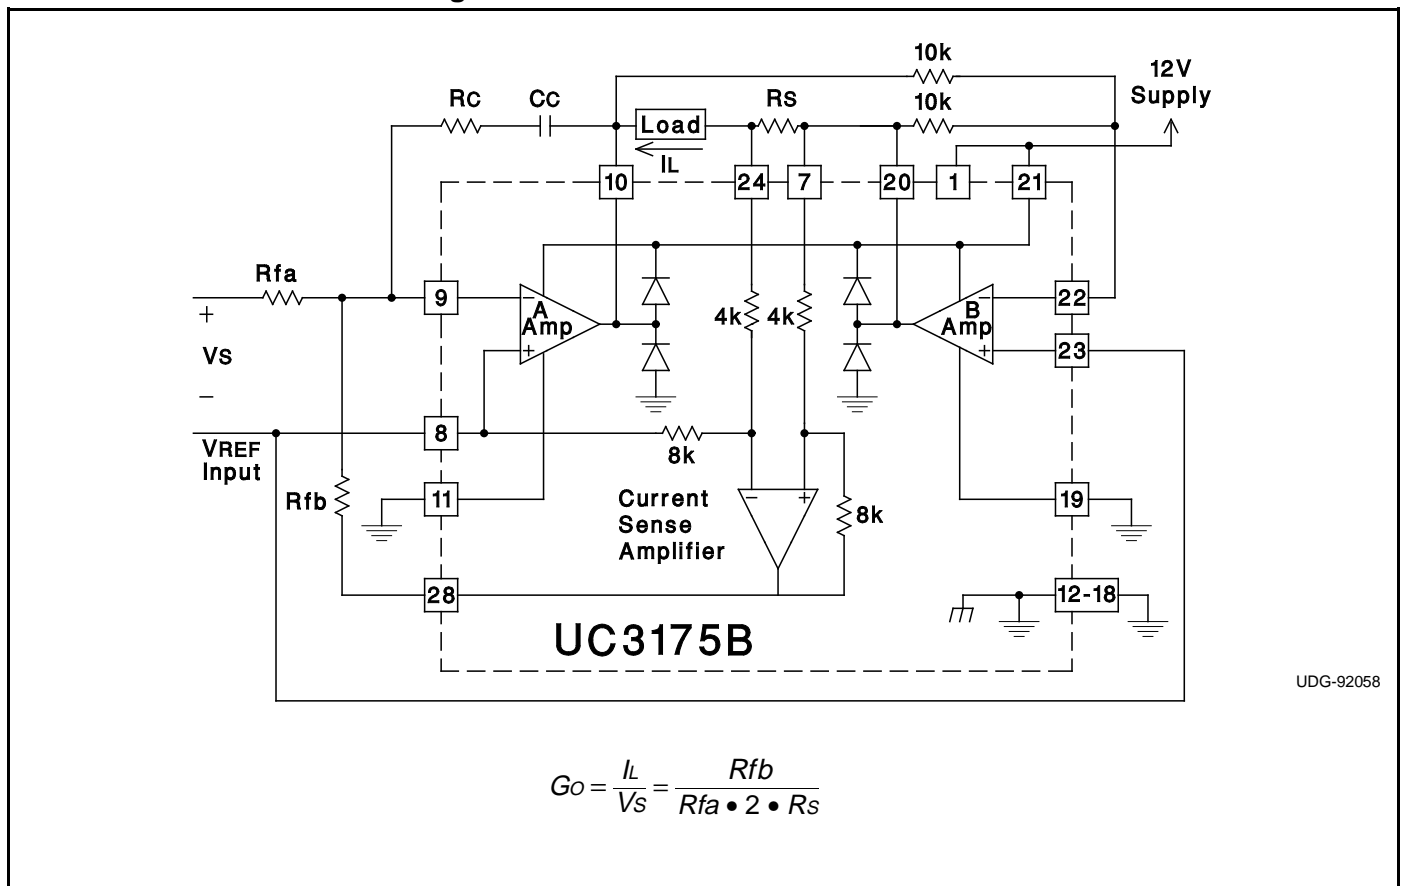 10k
12V
Supply
Rc
Cc
Rs
10k
Load
IL
10
24
7
20
1
21
Rfa
9
A
Amp
4k
4k
B
Amp
22
+
−
+
−
+
23
Vs
−
8
VREF
Input
8k
Rfb
11
Current
Sense
Amplifier
−
+
8k
19
28
12-18
UC3175B
UDG-92058
Go = IL / Vs = Rfb / Rfa • 2 • Rs